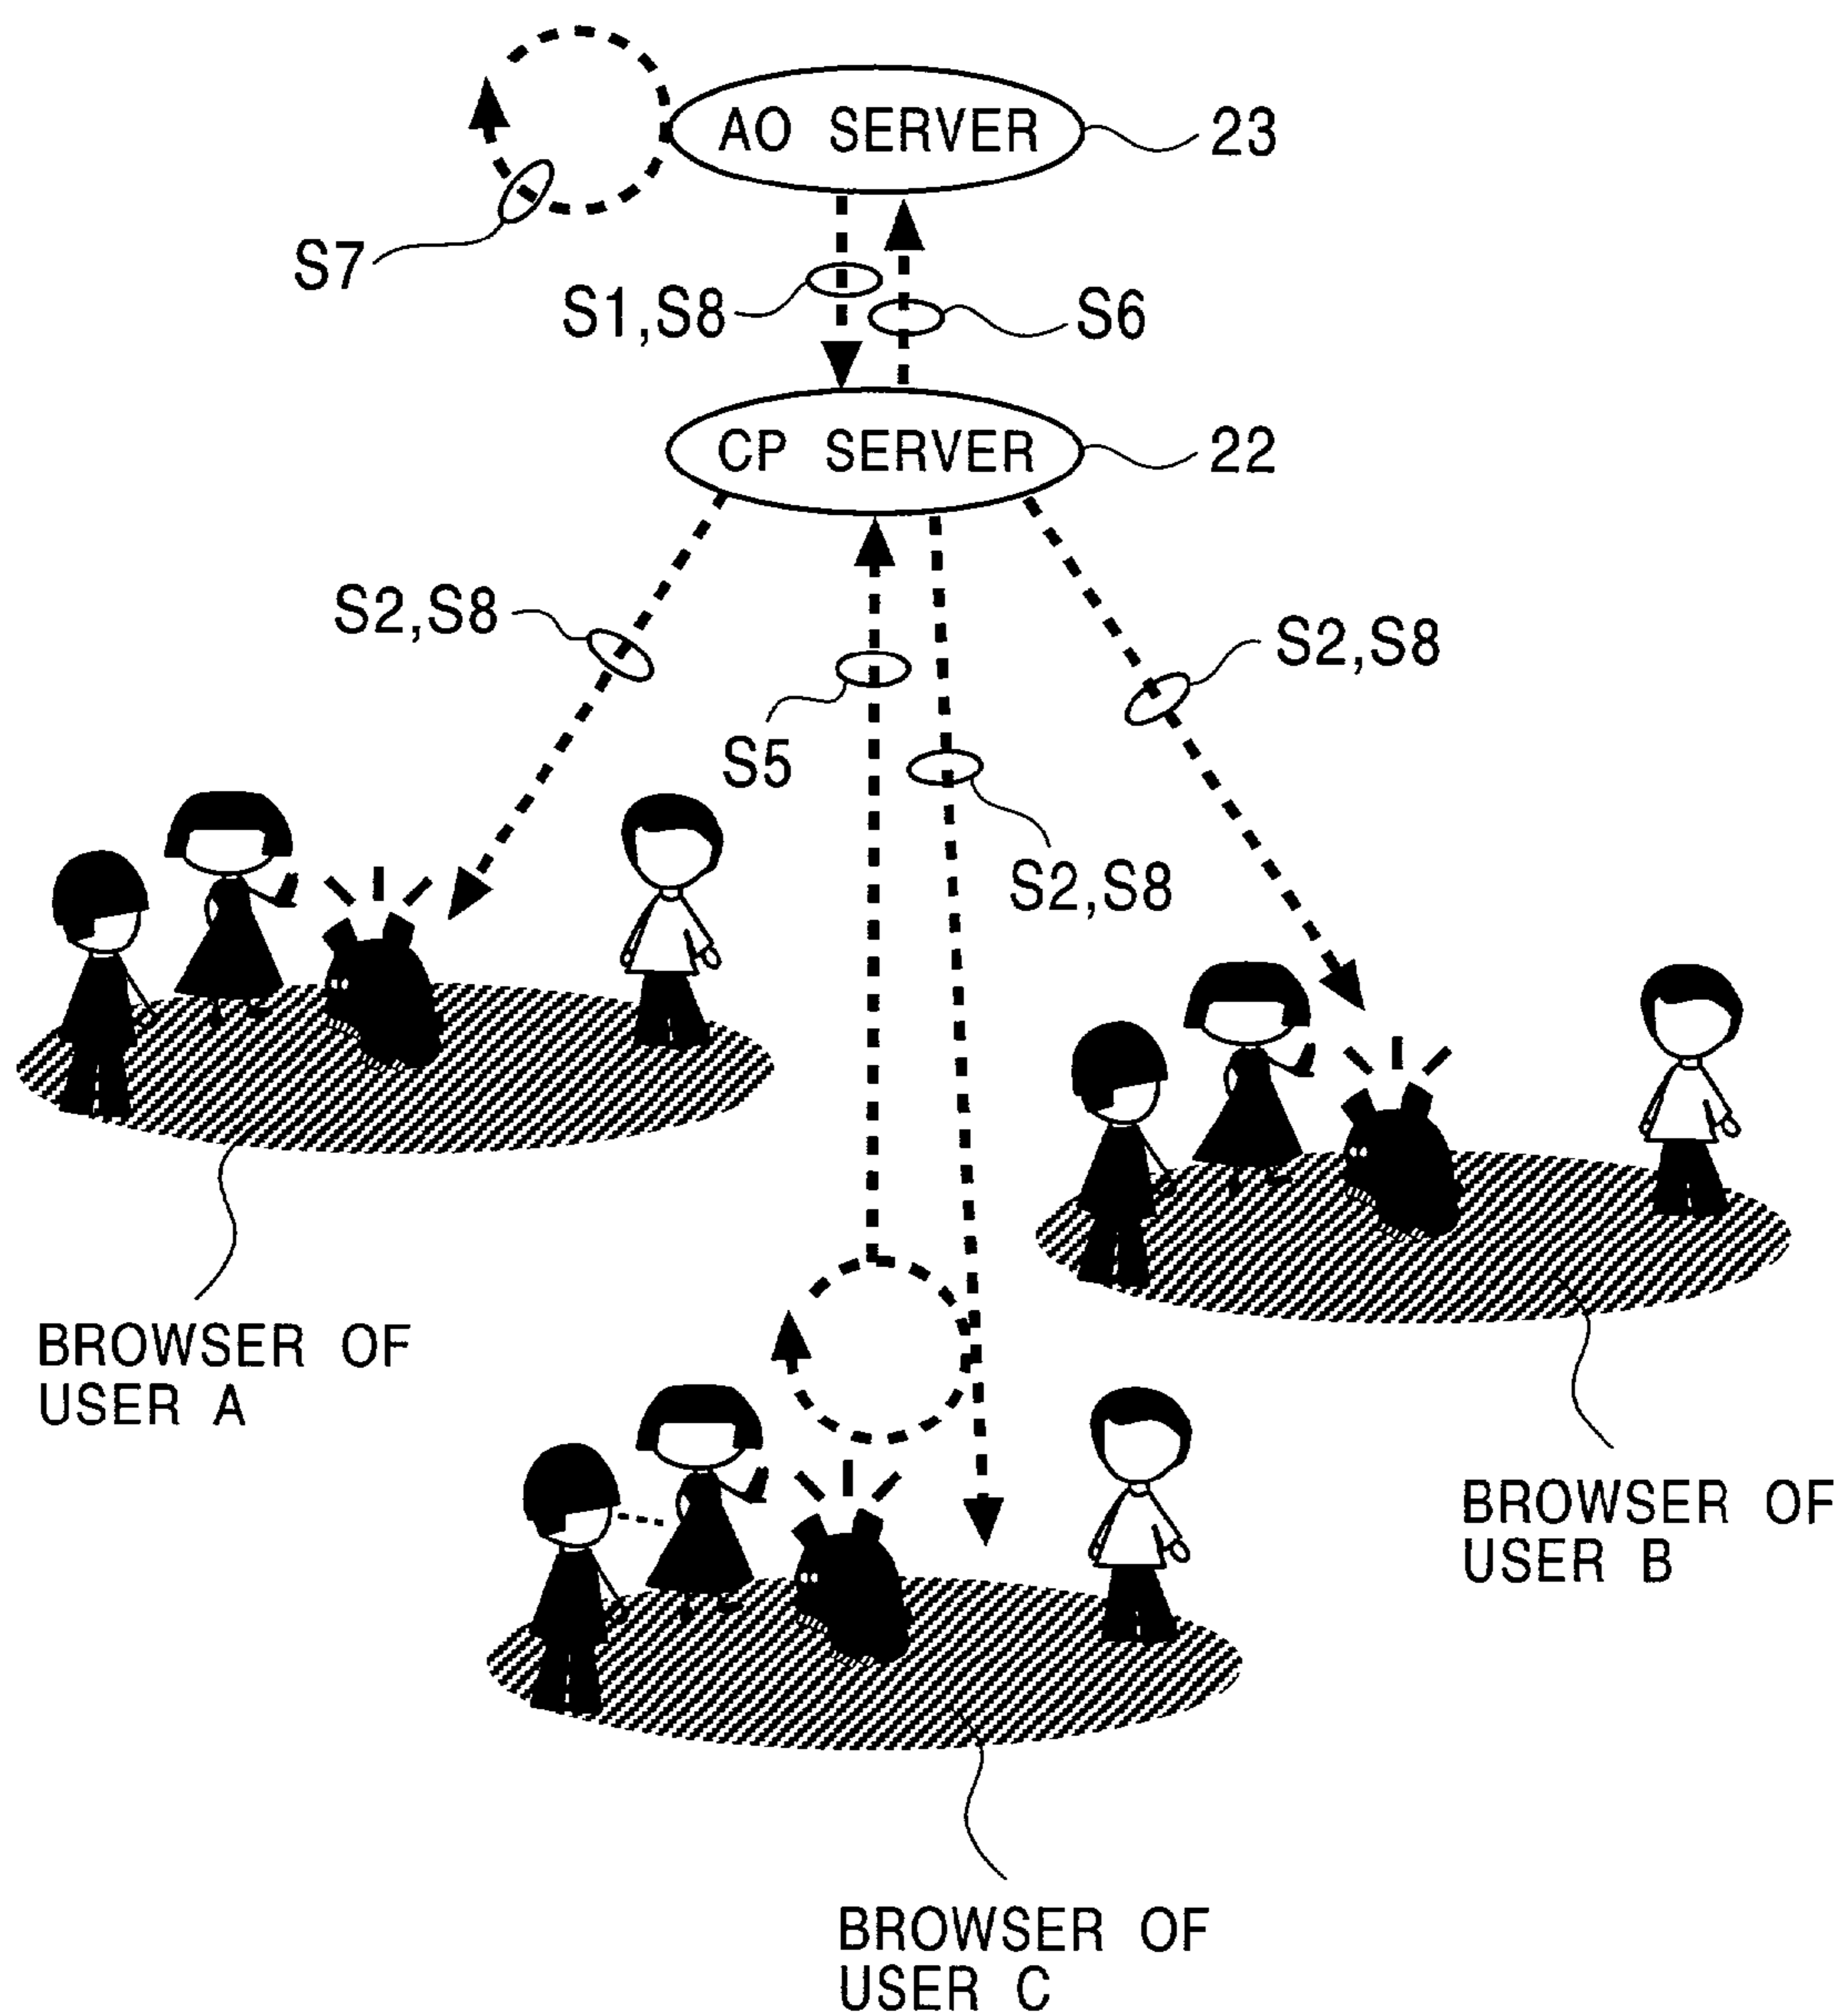 AO SERVER
23
S7
S1,S8
S6
CP SERVER
22
S2,S8
S2,S8
S5
S2,S8
BROWSER OF
USER A
BROWSER OF
USER B
BROWSER OF
USER C